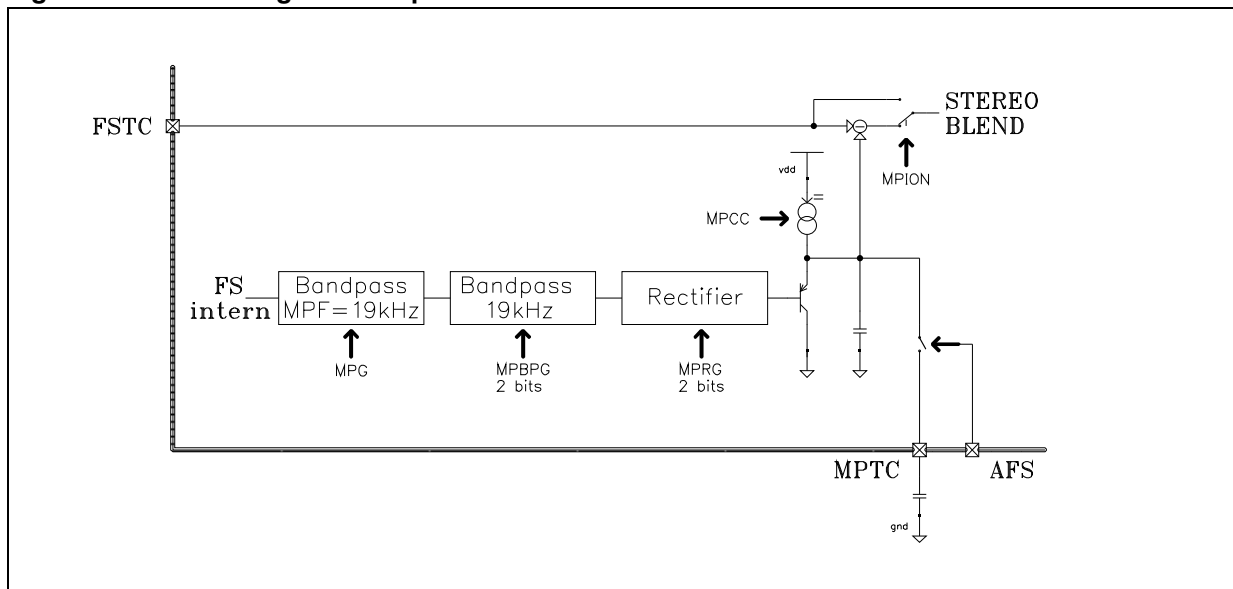 FSTC
STEREO
BLEND
vdd
MPION
MPCC
FS
intern
Bandpass
MPF=19kHz
Bandpass
19kHz
Rectifier
MPG
MPBPG
2 bits
MPRG
2 bits
MPTC
AFS
gnd